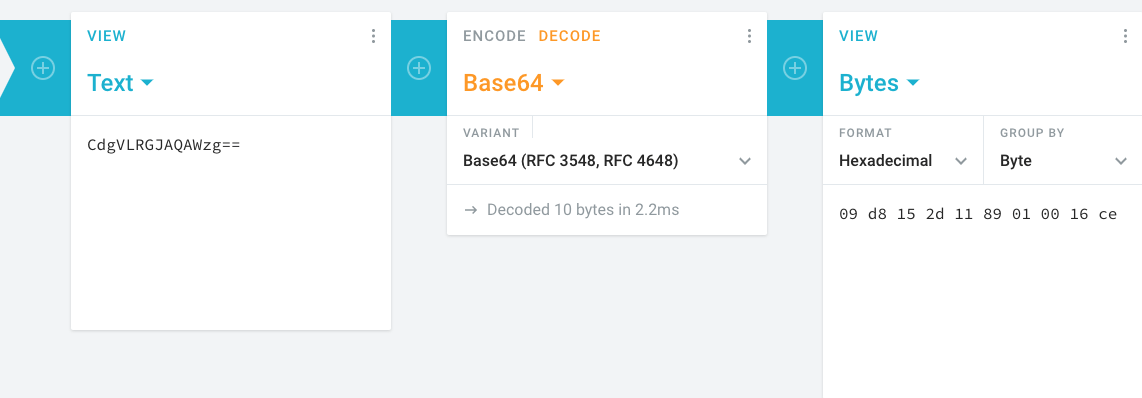 VIEW
Text
CdgVLRGJAQAWzg==
ENCODE DECODE
Base64
VARIANT
Base64 (RFC 3548, RFC 4648)
→ Decoded 10 bytes in 2.2ms
VIEW
Bytes
FORMAT
Hexadecimal
GROUP BY
Byte
09 d8 15 2d 11 89 01 00 16 ce